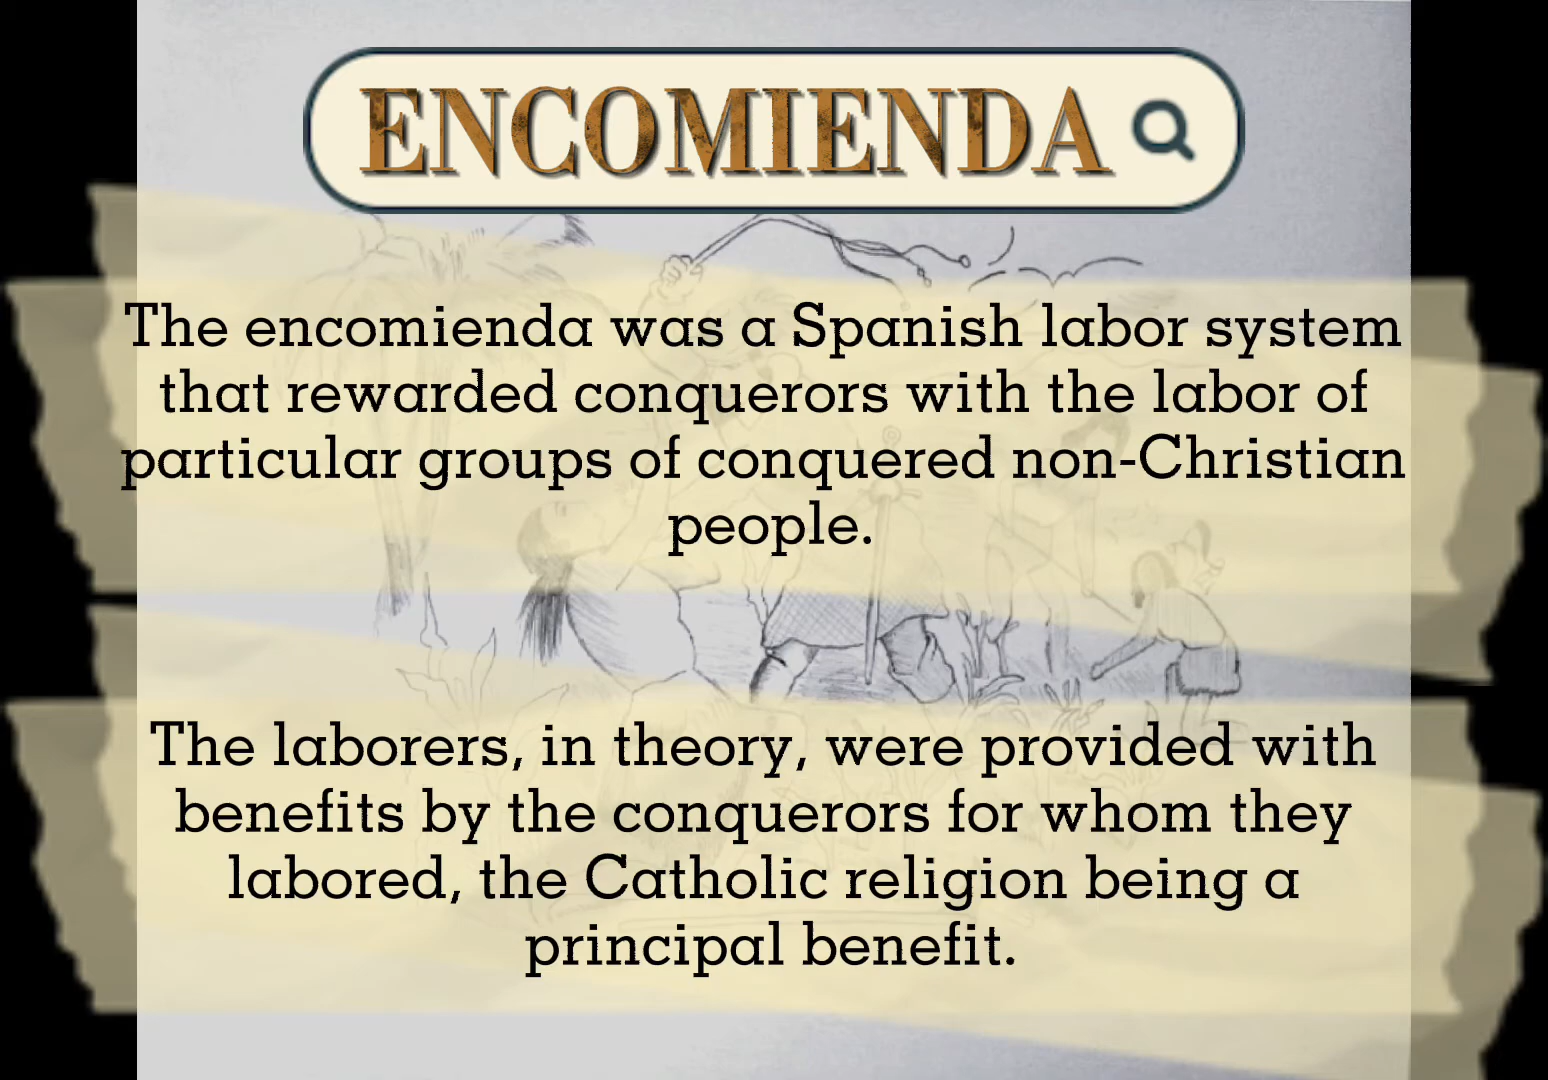 ENCOMIENDA
The encomienda was a Spanish labor system
that rewarded conquerors with the labor of
particular groups of conquered non-Christian
people.
The laborers, in theory, were provided with
benefits by the conquerors for whom they
labored, the Catholic religion being a
principal benefit.